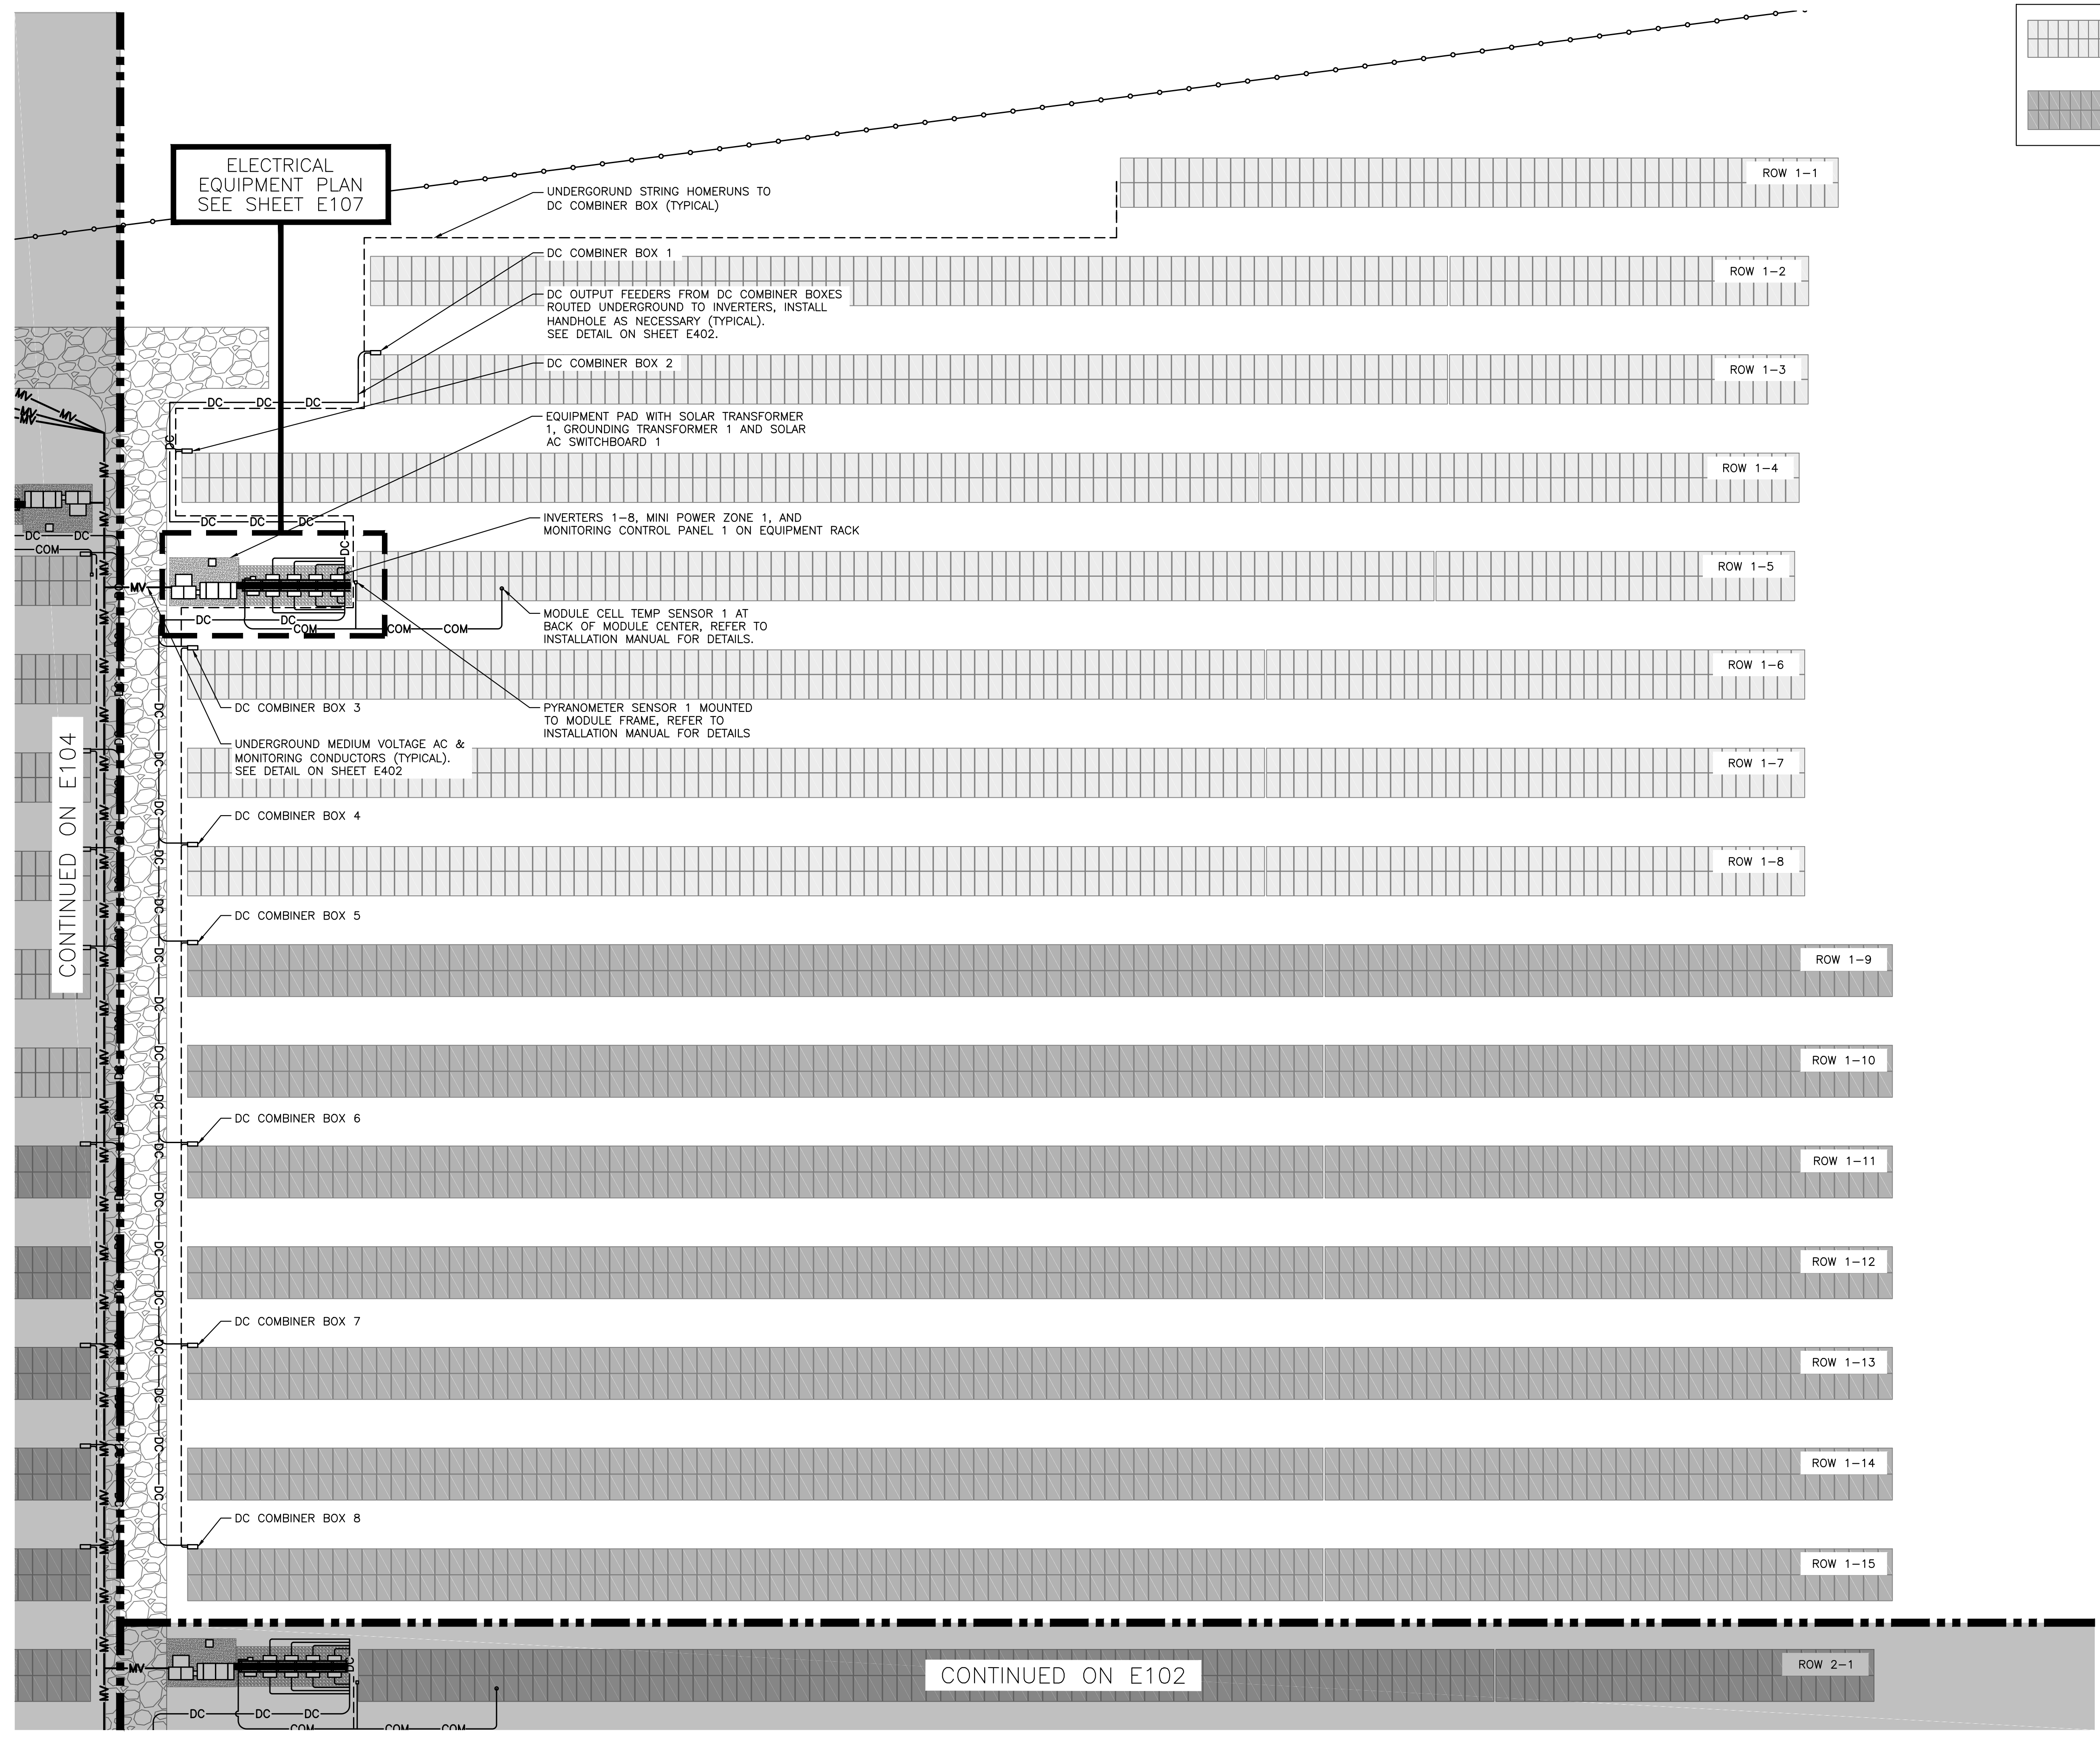 ELECTRICAL
EQUIPMENT PLAN
SEE SHEET E107
UNDERGORUND STRING HOMERUNS TO
DC COMBINER BOX (TYPICAL)
ROW 1-1
DC COMBINER BOX 1
ROW 1-2
DC OUTPUT FEEDERS FROM DC COMBINER BOXES
ROUTED UNDERGROUND TO INVERTERS, INSTALL
HANDHOLE AS NECESSARY (TYPICAL).
SEE DETAIL ON SHEET E402.
DC COMBINER BOX 2
ROW 1-3
DC DC DC
MV MV MV
EQUIPMENT PAD WITH SOLAR TRANSFORMER
1, GROUNDING TRANSFORMER 1 AND SOLAR
AC SWITCHBOARD 1
ROW 1-4
DC DC DC
INVERTERS 1-8, MINI POWER ZONE 1, AND
MONITORING CONTROL PANEL 1 ON EQUIPMENT RACK
DC DC
COM
ROW 1-5
MV
MODULE CELL TEMP SENSOR 1 AT
BACK OF MODULE CENTER, REFER TO
INSTALLATION MANUAL FOR DETAILS.
DC DC
COM COM COM
ROW 1-6
DC COMBINER BOX 3
PYRANOMETER SENSOR 1 MOUNTED
TO MODULE FRAME, REFER TO
INSTALLATION MANUAL FOR DETAILS
UNDERGROUND MEDIUM VOLTAGE AC &
MONITORING CONDUCTORS (TYPICAL).
SEE DETAIL ON SHEET E402
ROW 1-7
CONTINUED ON E104
DC COMBINER BOX 4
ROW 1-8
DC COMBINER BOX 5
ROW 1-9
ROW 1-10
DC COMBINER BOX 6
ROW 1-11
ROW 1-12
DC COMBINER BOX 7
ROW 1-13
ROW 1-14
DC COMBINER BOX 8
ROW 1-15
MV
CONTINUED ON E102
ROW 2-1
DC DC DC
COM COM COM